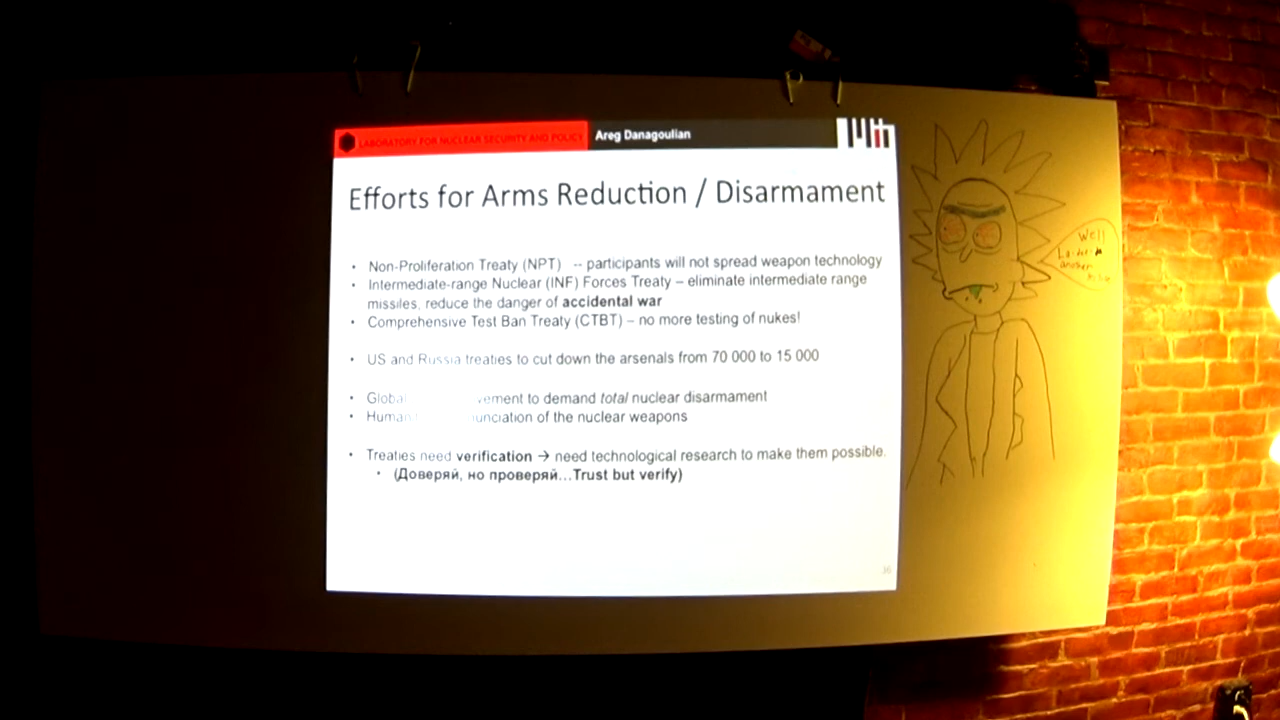 LABORATORY FOR NUCLEAR SECURITY AND POLICY
Areg Danagoulian
Efforts for Arms Reduction / Disarmament
• Non-Proliferation Treaty (NPT) -- participants will not spread weapon technology
• Intermediate-range Nuclear (INF) Forces Treaty – eliminate intermediate range
missiles, reduce the danger of accidental war
• Comprehensive Test Ban Treaty (CTBT) – no more testing of nukes!
• US and Russia treaties to cut down the arsenals from 70 000 to 15 000
• Global to demand total nuclear disarmament
• of the nuclear weapons
• Treaties need verification → need technological research to make them possible.
• (Доверяй, но проверяй...Trust but verify)
36
Well